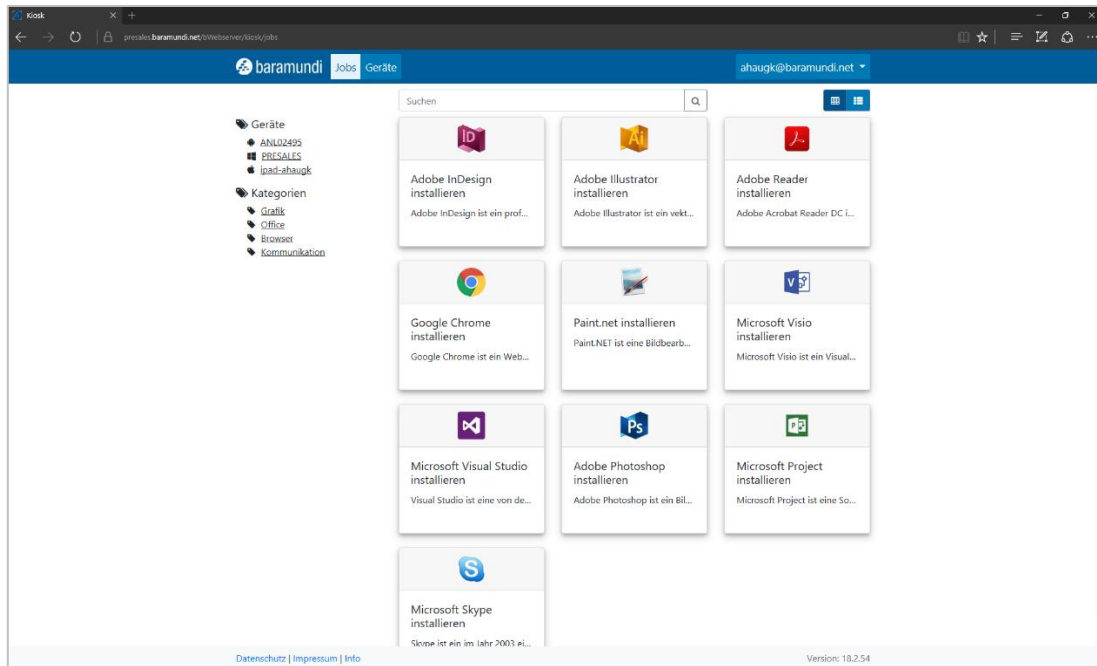 Kiosk
presales.baramundi.net/bWebserver/kiosk/jobs
baramundi Jobs Geräte ahaugk@baramundi.net
Suchen
Geräte
ANL02495
PRESALES
ipad-ahaugk
Kategorien
Grafik
Office
Browser
Kommunikation
ID
Adobe InDesign
installieren
Adobe InDesign ist ein prof...
Ai
Adobe Illustrator
installieren
Adobe Illustrator ist ein vekt...
Adobe Reader
installieren
Adobe Acrobat Reader DC i...
Google Chrome
installieren
Google Chrome ist ein Web...
Paint.net installieren
Paint.NET ist eine Bildbearb...
V
Microsoft Visio
installieren
Microsoft Visio ist ein Visual...
Microsoft Visual Studio
installieren
Visual Studio ist eine von de...
Ps
Adobe Photoshop
installieren
Adobe Photoshop ist ein Bil...
P
Microsoft Project
installieren
Microsoft Project ist eine So...
S
Microsoft Skype
installieren
Skype ist ein im Jahr 2003 ei...
Datenschutz | Impressum | Info
Version: 18.2.54